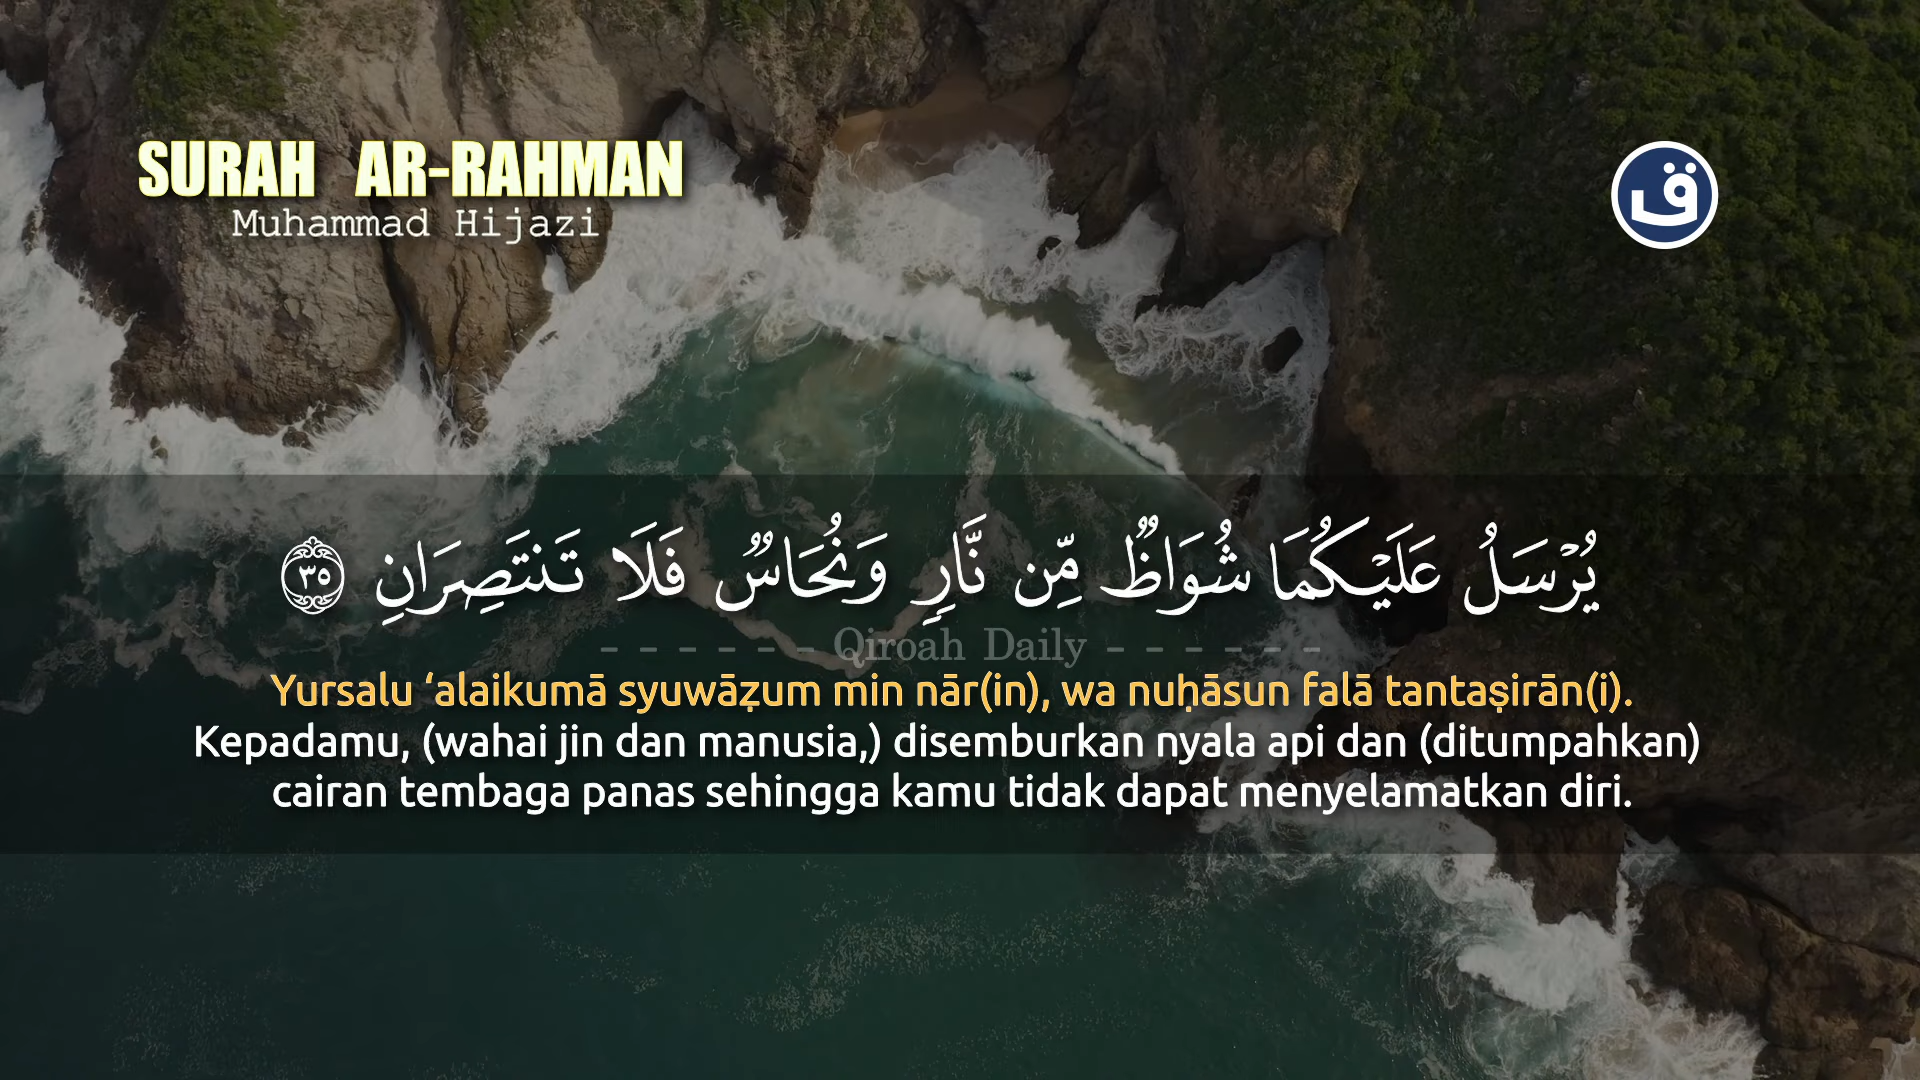 SURAH AR-RAHMAN
Muhammad Hijazi
ق
يُرْسَلُ عَلَيْكُمَا شُوَاظٌ مِّن نَّارٍ وَنُحَاسٌ فَلَا تَنتَصِرَانِ ٣٥
- - - - - - Qiroah Daily - - - - - -
Yursalu ‘alaikumā syuwāẓum min nār(in), wa nuḥāsun falā tantaṣirān(i).
Kepadamu, (wahai jin dan manusia,) disemburkan nyala api dan (ditumpahkan)
cairan tembaga panas sehingga kamu tidak dapat menyelamatkan diri.